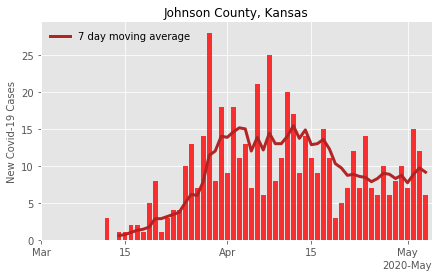 Johnson County, Kansas
7 day moving average
New Covid-19 Cases
25
20
15
10
5
0
Mar 15 Apr 15 May
2020-May